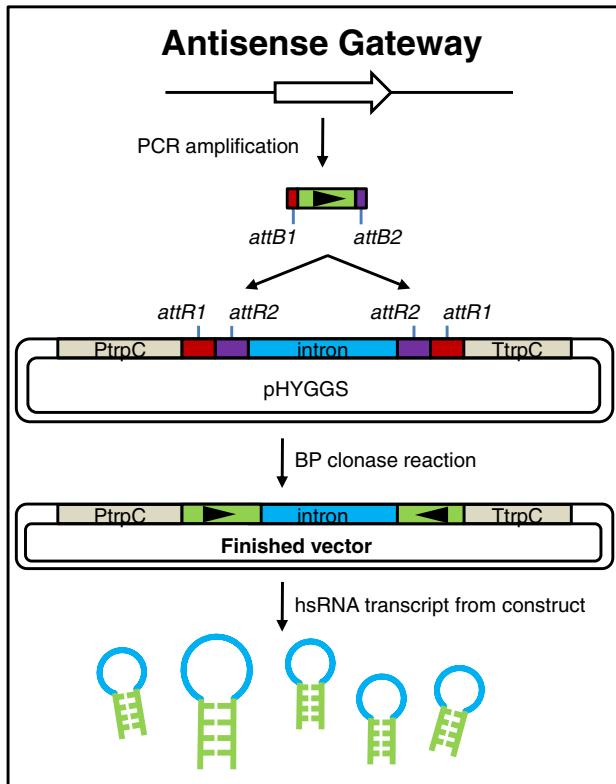 Antisense Gateway
PCR amplification
attB1 attB2
attR1 attR2 attR2 attR1
PtrpC intron TtrpC
pHYGGS
BP clonase reaction
PtrpC intron TtrpC
Finished vector
hsRNA transcript from construct